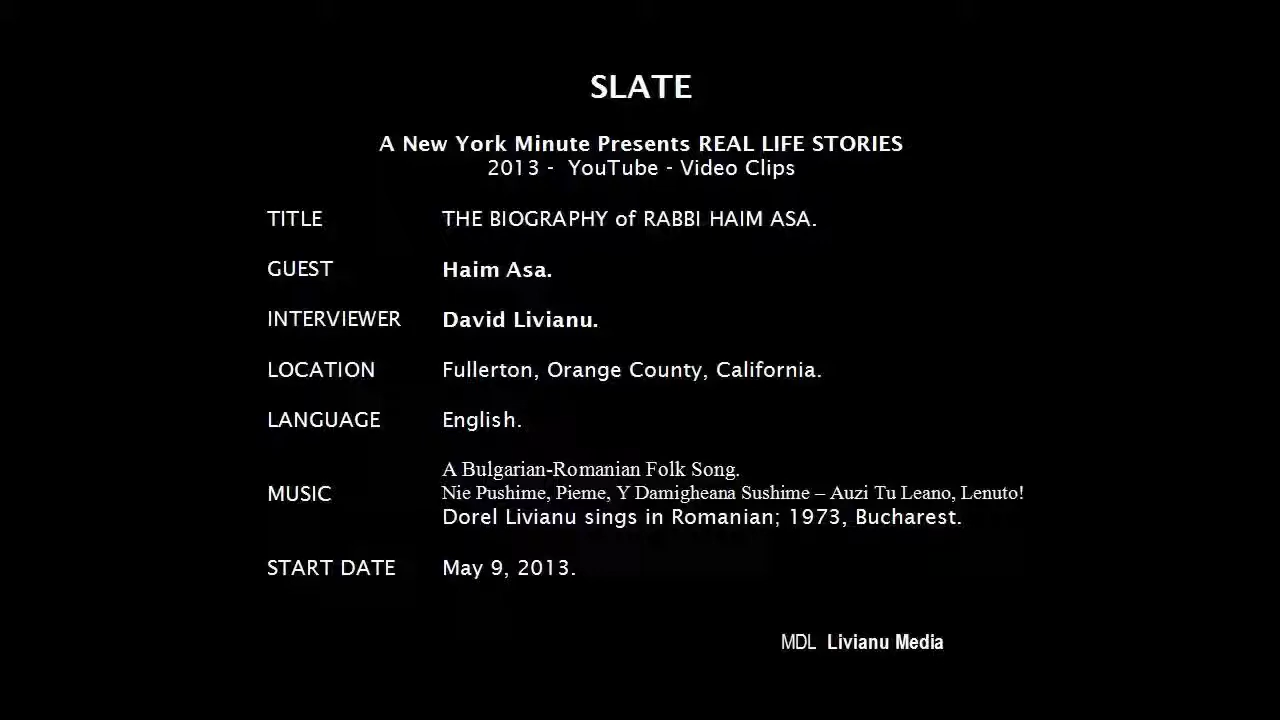 SLATE
A New York Minute Presents REAL LIFE STORIES
2013 - YouTube - Video Clips
TITLE THE BIOGRAPHY of RABBI HAIM ASA.
GUEST Haim Asa.
INTERVIEWER David Livianu.
LOCATION Fullerton, Orange County, California.
LANGUAGE English.
A Bulgarian-Romanian Folk Song.
MUSIC Nie Pushime, Pieme, Y Damigheana Sushime – Auzi Tu Leano, Lenuto!
Dorel Livianu sings in Romanian; 1973, Bucharest.
START DATE May 9, 2013.
MDL Livianu Media